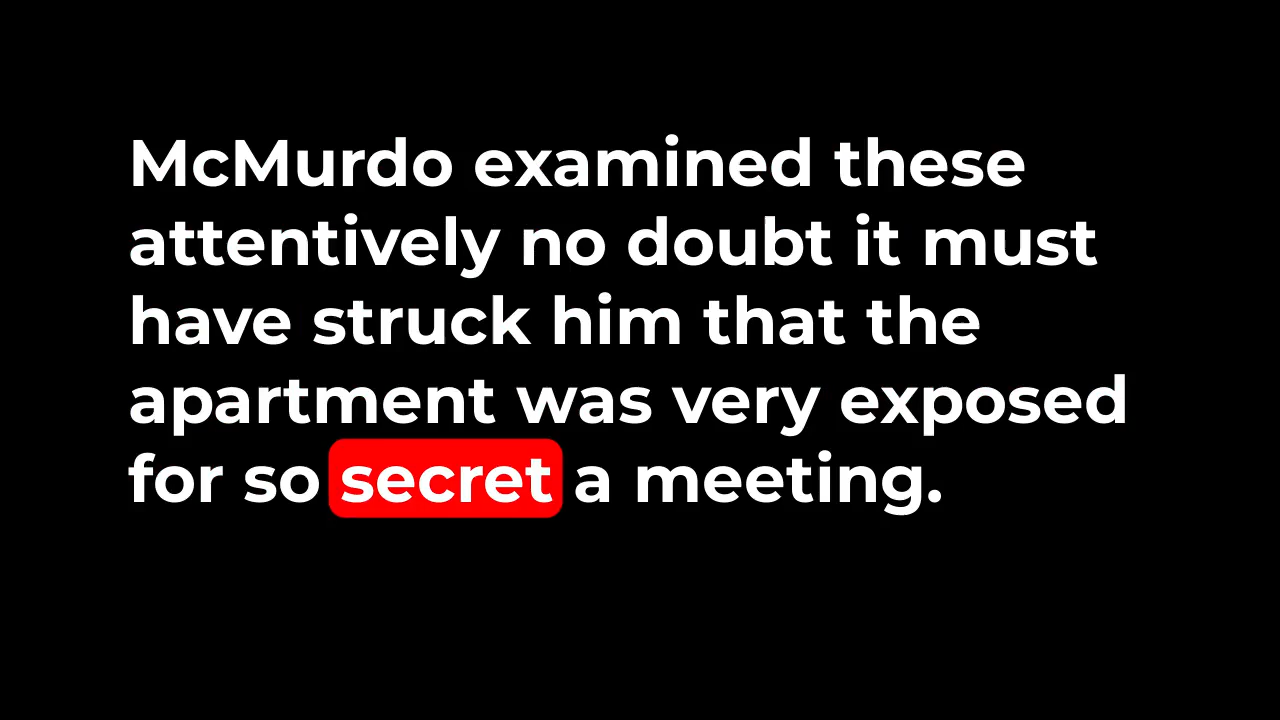 McMurdo examined these
attentively no doubt it must
have struck him that the
apartment was very exposed
for so secret a meeting.